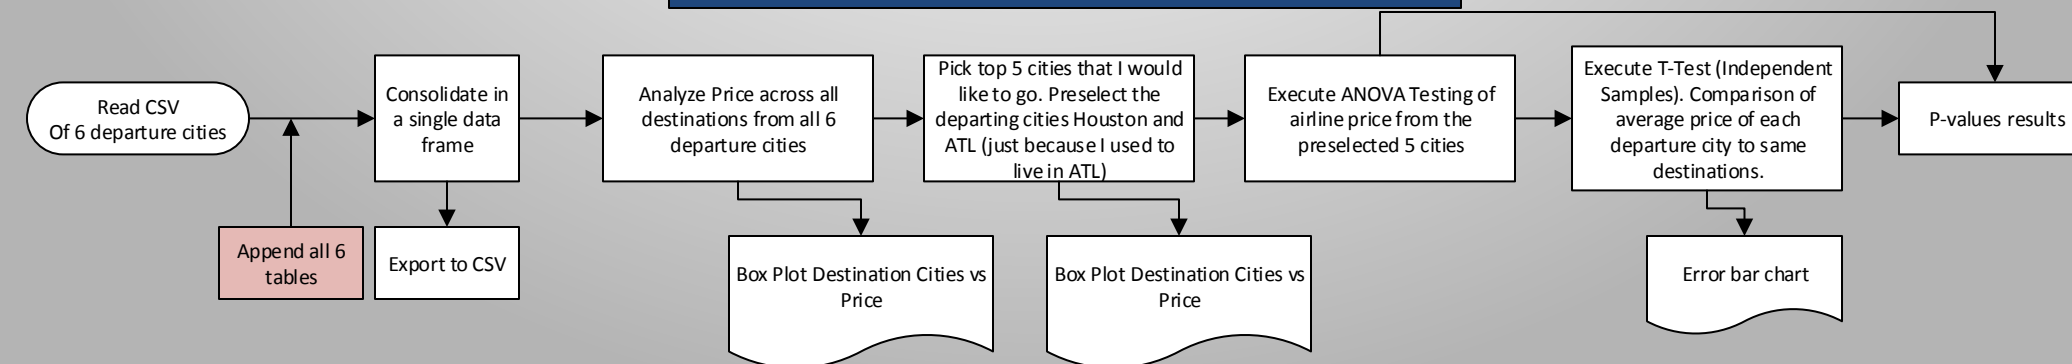 Read CSV
Of 6 departure cities
Append all 6
tables
Consolidate in
a single data
frame
Export to CSV
Analyze Price across all
destinations from all 6
departure cities
Box Plot Destination Cities vs
Price
Pick top 5 cities that I would
like to go. Preselect the
departing cities Houston and
ATL (just because I used to
live in ATL)
Box Plot Destination Cities vs
Price
Execute ANOVA Testing of
airline price from the
preselected 5 cities
Execute T-Test (Independent
Samples). Comparison of
average price of each
departure city to same
destinations.
Error bar chart
P-values results